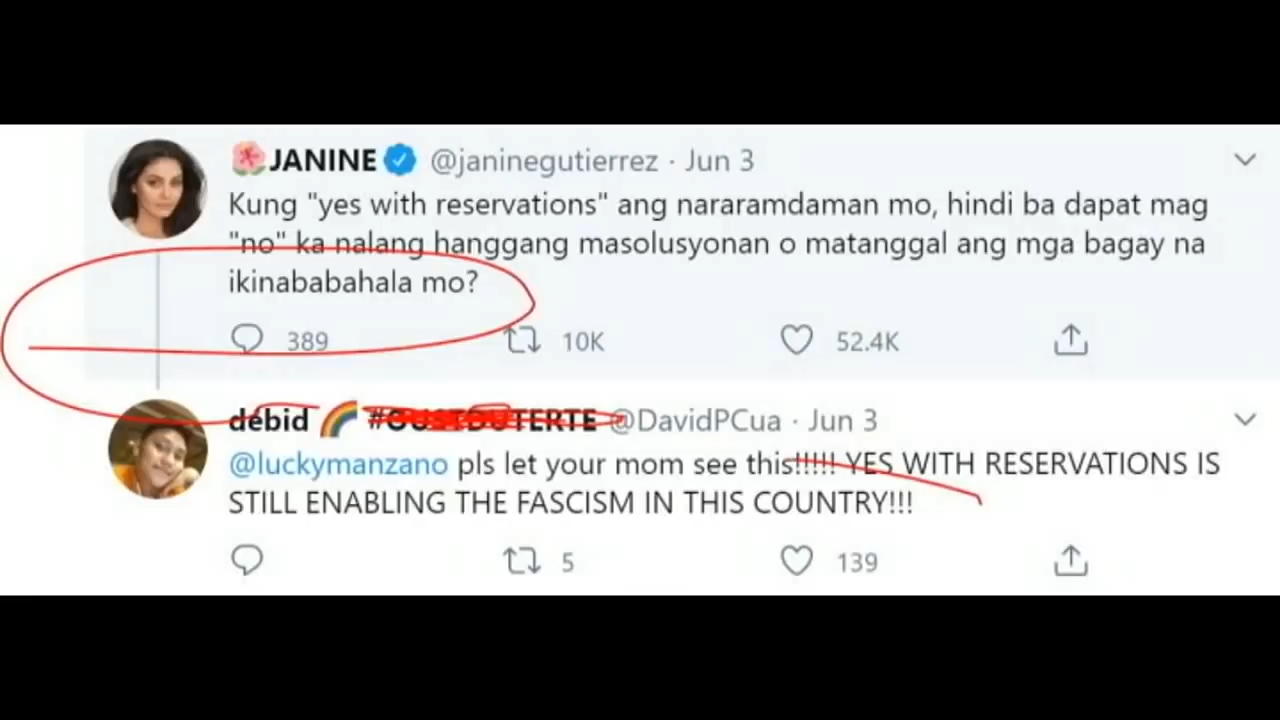 JANINE @janinegutierrez · Jun 3
Kung "yes with reservations" ang nararamdaman mo, hindi ba dapat mag
"no" ka nalang hanggang masolusyonan o matanggal ang mga bagay na
ikinababahala mo?
389 10K 52.4K
débid #OUSTDUTERTE @DavidPCua · Jun 3
@luckymanzano pls let your mom see this!!!!! YES WITH RESERVATIONS IS
STILL ENABLING THE FASCISM IN THIS COUNTRY!!!
5 139